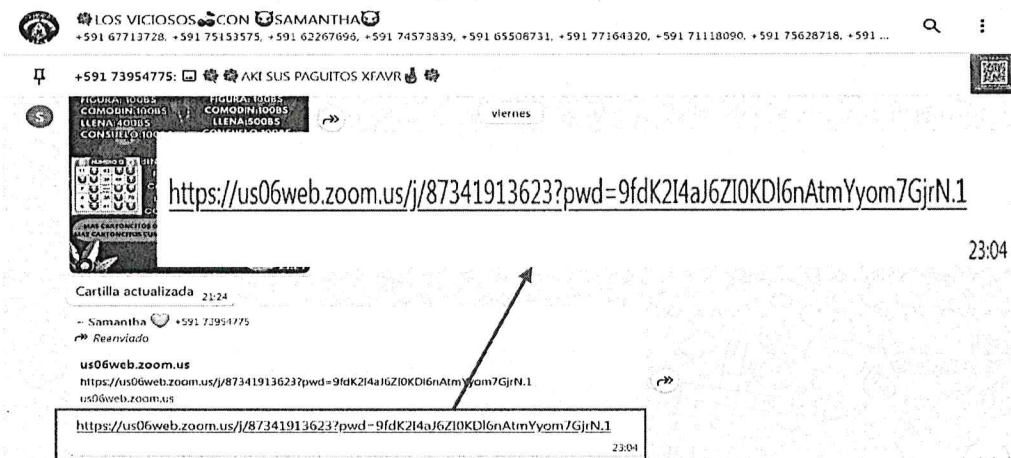 LOS VICIOSOS CON SAMANTHA
+591 67713728, +591 75153575, +591 62267696, +591 74573839, +591 65508731, +591 77164320, +591 71118090, +591 75628718, +591 ...
+591 73954775: AKI SUS PAGUITOS XFAVR
S
viernes
FIGURA: 100BS
COMODIN:100BS
LLENA:400BS
CONSUELO:100
FIGURA: 100BS
COMODIN:100BS
LLENA:500BS
https://us06web.zoom.us/j/87341913623?pwd=9fdK2I4aJ6ZI0KDl6nAtmYyom7GjrN.1
23:04
Cartilla actualizada 21:24
~ Samantha +591 73954775
Reenviado
us06web.zoom.us
https://us06web.zoom.us/j/87341913623?pwd=9fdK2I4aJ6ZI0KDl6nAtmYyom7GjrN.1
us06web.zoom.us
https://us06web.zoom.us/j/87341913623?pwd=9fdK2I4aJ6ZI0KDl6nAtmYyom7GjrN.1
23:04